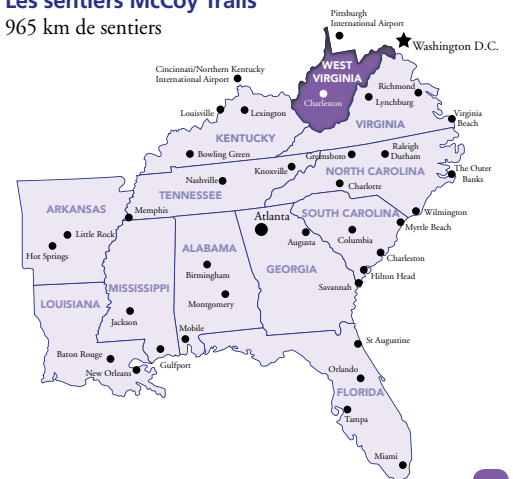 Les sentiers McCoy Trails
965 km de sentiers
Pittsburgh
International Airport
Washington D.C.
Cincinnati/Northern Kentucky
International Airport
WEST
VIRGINIA
Charleston
Richmond
Lynchburg
Virginia
Beach
Louisville
Lexington
KENTUCKY
VIRGINIA
Bowling Green
Greensboro
Raleigh
Durham
Knoxville
NORTH CAROLINA
The Outer
Banks
Nashville
TENNESSEE
Charlotte
ARKANSAS
Memphis
Atlanta
SOUTH CAROLINA
Wilmington
Myrtle Beach
Little Rock
Hot Springs
Augusta
Columbia
ALABAMA
Birmingham
GEORGIA
Charleston
Hilton Head
Savannah
MISSISSIPPI
LOUISIANA
Montgomery
Jackson
Mobile
St Augustine
Baton Rouge
New Orleans
Gulfport
Orlando
FLORIDA
Tampa
Miami